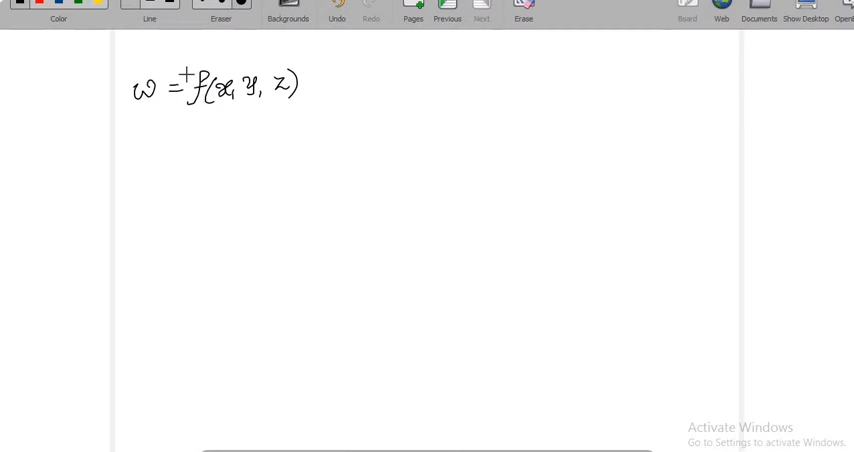 Color
Line
Eraser
Backgrounds
Undo
Redo
Pages
Previous
Next
Erase
Board
Web
Documents
Show Desktop
OpenB
w = f(x, y, z)
Activate Windows
Go to Settings to activate Windows.